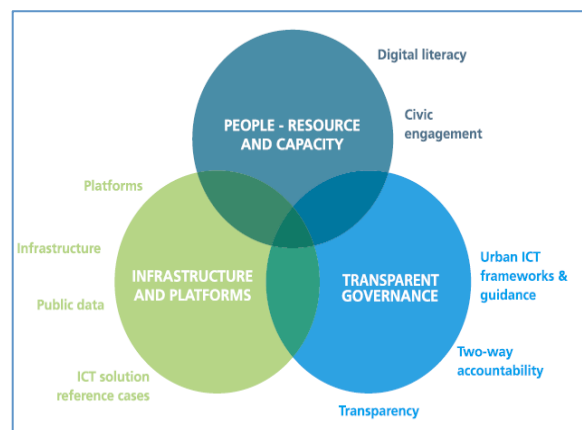 Digital literacy
Civic
engagement
PEOPLE - RESOURCE
AND CAPACITY
Platforms
Infrastructure
Public data
ICT solution
reference cases
INFRASTRUCTURE
AND PLATFORMS
TRANSPARENT
GOVERNANCE
Urban ICT
frameworks &
guidance
Two-way
accountability
Transparency